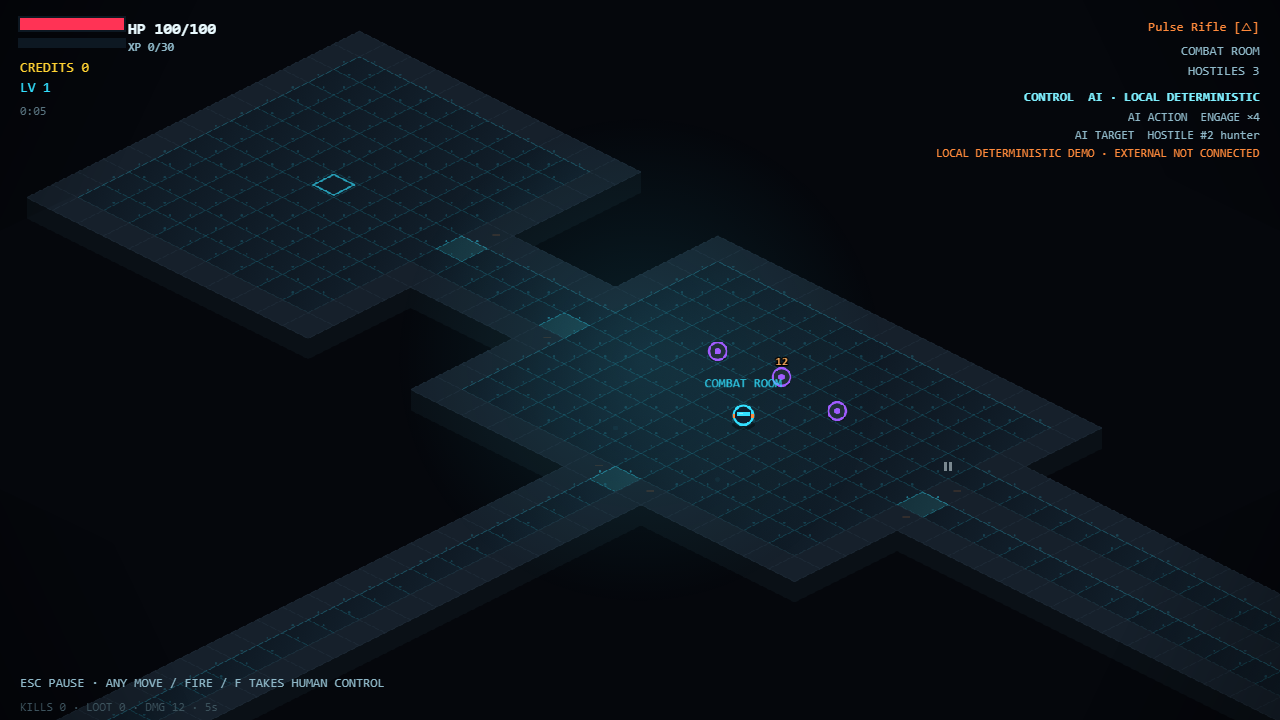 HP 100/100
XP 0/30
CREDITS 0
LV 1
0:05
Pulse Rifle [△]
COMBAT ROOM
HOSTILES 3
CONTROL AI · LOCAL DETERMINISTIC
AI ACTION ENGAGE ×4
AI TARGET HOSTILE #2 hunter
LOCAL DETERMINISTIC DEMO · EXTERNAL NOT CONNECTED
12
COMBAT ROOM
ESC PAUSE · ANY MOVE / FIRE / F TAKES HUMAN CONTROL
KILLS 0 · LOOT 0 · DMG 12 · 5s